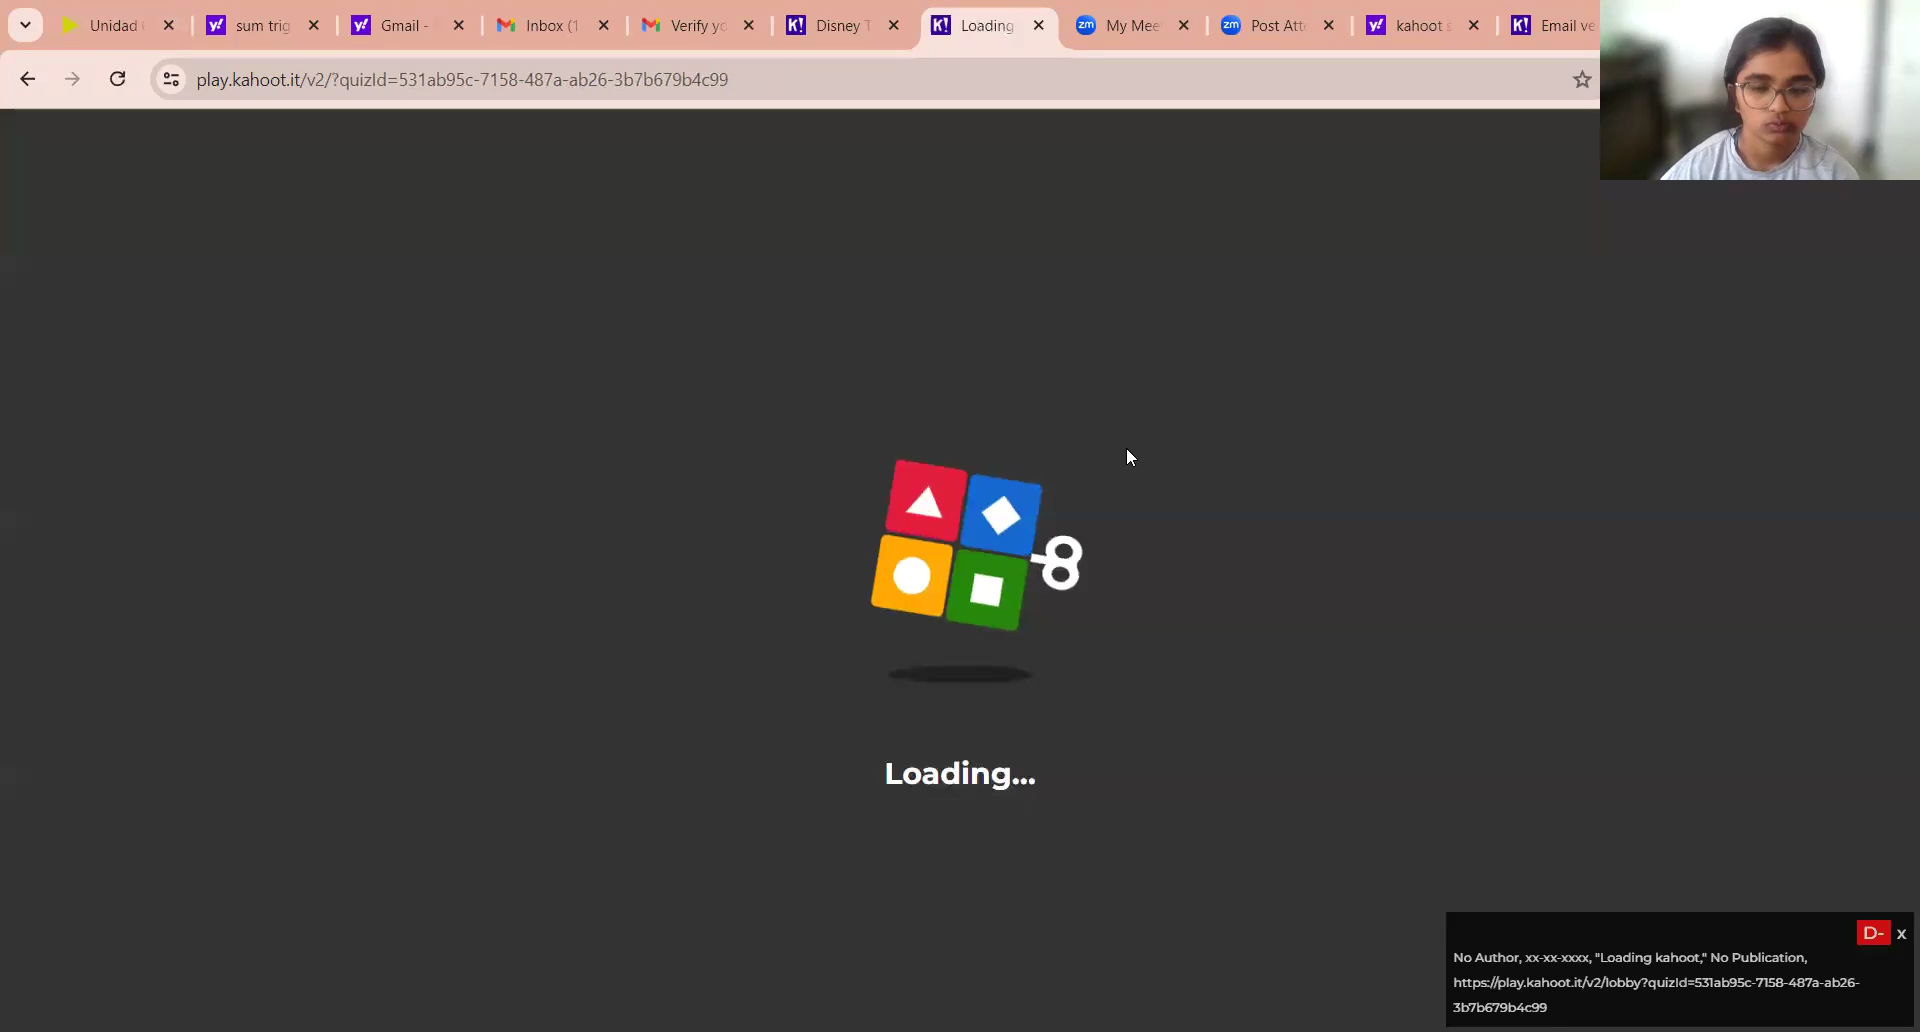 Unidad
sum trig
Gmail -
Inbox (1
Verify yo
Disney T
Loading
My Mee
Post Att
kahoot s
Email ve
play.kahoot.it/v2/?quizId=531ab95c-7158-487a-ab26-3b7b679b4c99
Loading...
D- x
No Author, xx-xx-xxxx, "Loading kahoot," No Publication,
https://play.kahoot.it/v2/lobby?quizId=531ab95c-7158-487a-ab26-
3b7b679b4c99